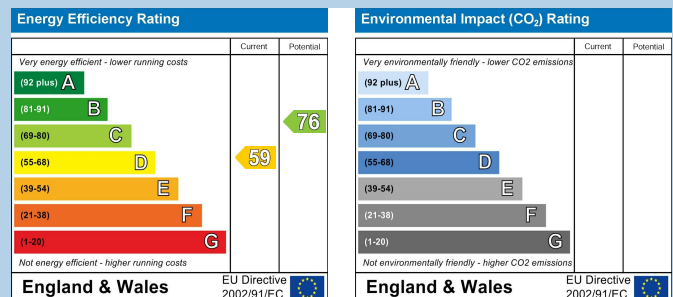 Energy Efficiency Rating
Current Potential
Very energy efficient - lower running costs
(92 plus) A
(81-91) B
(69-80) C
(55-68) D
(39-54) E
(21-38) F
(1-20) G
59
76
Not energy efficient - higher running costs
England & Wales
EU Directive
2002/91/EC
Environmental Impact (CO₂) Rating
Current Potential
Very environmentally friendly - lower CO2 emissions
(92 plus) A
(81-91) B
(69-80) C
(55-68) D
(39-54) E
(21-38) F
(1-20) G
Not environmentally friendly - higher CO2 emissions
England & Wales
EU Directive
2002/91/EC